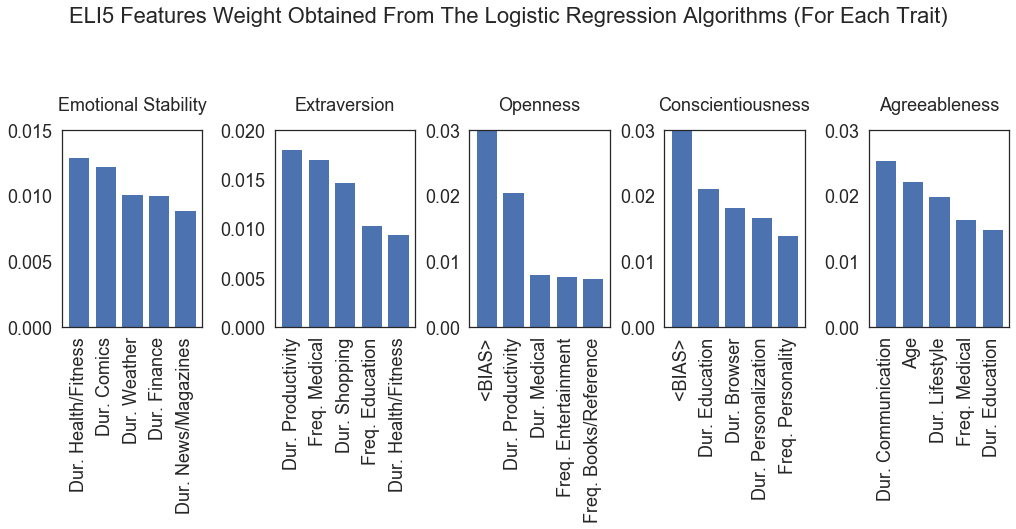 ELI5 Features Weight Obtained From The Logistic Regression Algorithms (For Each Trait)
Emotional Stability
0.015
0.010
0.005
0.000
Dur. Health/Fitness
Dur. Comics
Dur. Weather
Dur. Finance
Dur. News/Magazines
Extraversion
0.020
0.015
0.010
0.005
0.000
Dur. Productivity
Freq. Medical
Dur. Shopping
Freq. Education
Dur. Health/Fitness
Openness
0.03
0.02
0.01
0.00
<BIAS>
Dur. Productivity
Dur. Medical
Freq. Entertainment
Freq. Books/Reference
Conscientiousness
0.03
0.02
0.01
0.00
<BIAS>
Dur. Education
Dur. Browser
Dur. Personalization
Freq. Personality
Agreeableness
0.03
0.02
0.01
0.00
Dur. Communication
Age
Dur. Lifestyle
Freq. Medical
Dur. Education